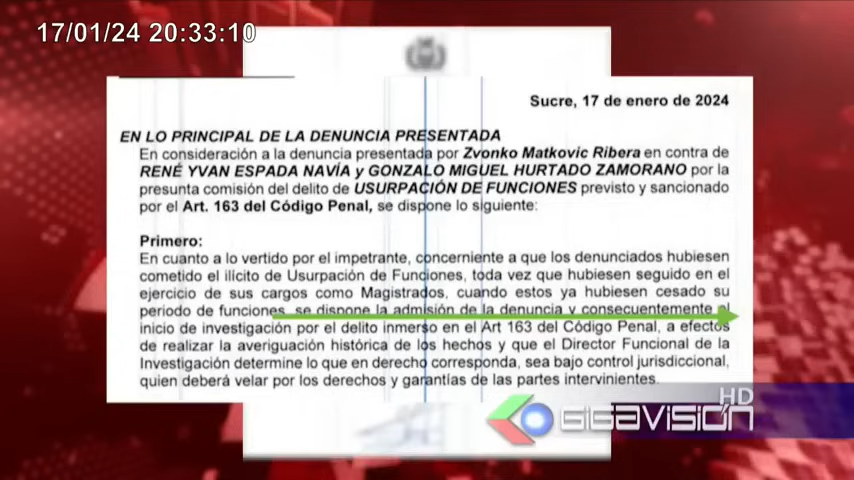 17/01/24 20:33:10
Sucre, 17 de enero de 2024
EN LO PRINCIPAL DE LA DENUNCIA PRESENTADA
En consideración a la denuncia presentada por Zvonko Matkovic Ribera en contra de
RENÉ YVAN ESPADA NAVÍA y GONZALO MIGUEL HURTADO ZAMORANO por la
presunta comisión del delito de USURPACIÓN DE FUNCIONES previsto y sancionado
por el Art. 163 del Código Penal, se dispone lo siguiente:
Primero:
En cuanto a lo vertido por el impetrante, concerniente a que los denunciados hubiesen
cometido el ilícito de Usurpación de Funciones, toda vez que hubiesen seguido en el
ejercicio de sus cargos como Magistrados, cuando estos ya hubiesen cesado su
periodo de funciones, se dispone la admisión de la denuncia y consecuentemente el
inicio de investigación por el delito inmerso en el Art 163 del Código Penal, a efectos
de realizar la averiguación histórica de los hechos y que el Director Funcional de la
Investigación determine lo que en derecho corresponda, sea bajo control jurisdiccional,
quien deberá velar por los derechos y garantías de las partes intervinientes.
GIGAVISIÓN HD